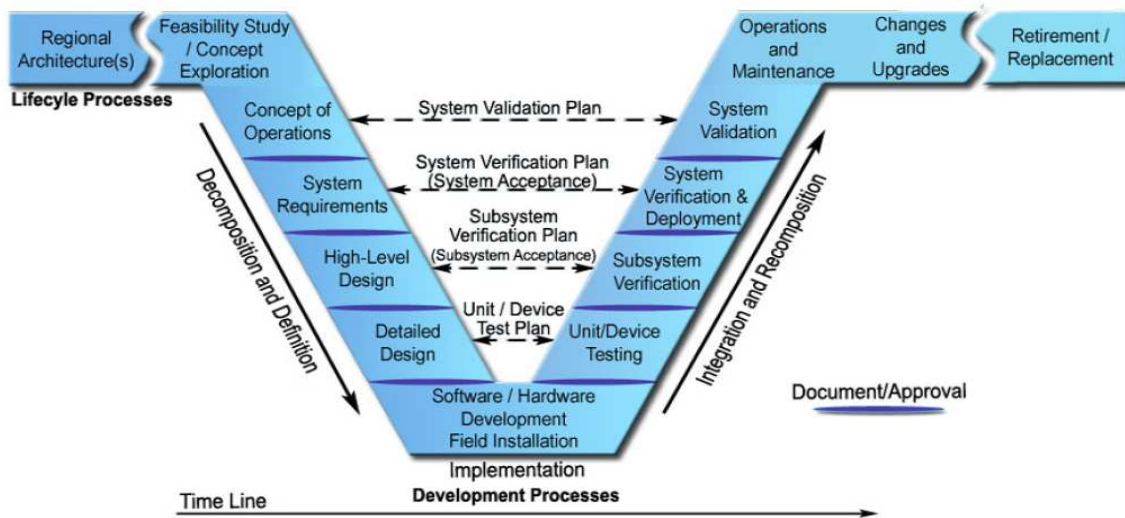 Regional
Architecture(s)
Feasibility Study
/ Concept
Exploration
Operations
and
Maintenance
Changes
and
Upgrades
Retirement /
Replacement
Lifecyle Processes
Concept of
Operations
System Validation Plan
System
Validation
System
Requirements
System Verification Plan
(System Acceptance)
System
Verification &
Deployment
High-Level
Design
Subsystem
Verification Plan
(Subsystem Acceptance)
Subsystem
Verification
Detailed
Design
Unit / Device
Test Plan
Unit/Device
Testing
Decomposition and Definition
Integration and Recomposition
Software / Hardware
Development
Field Installation
Document/Approval
Implementation
Development Processes
Time Line